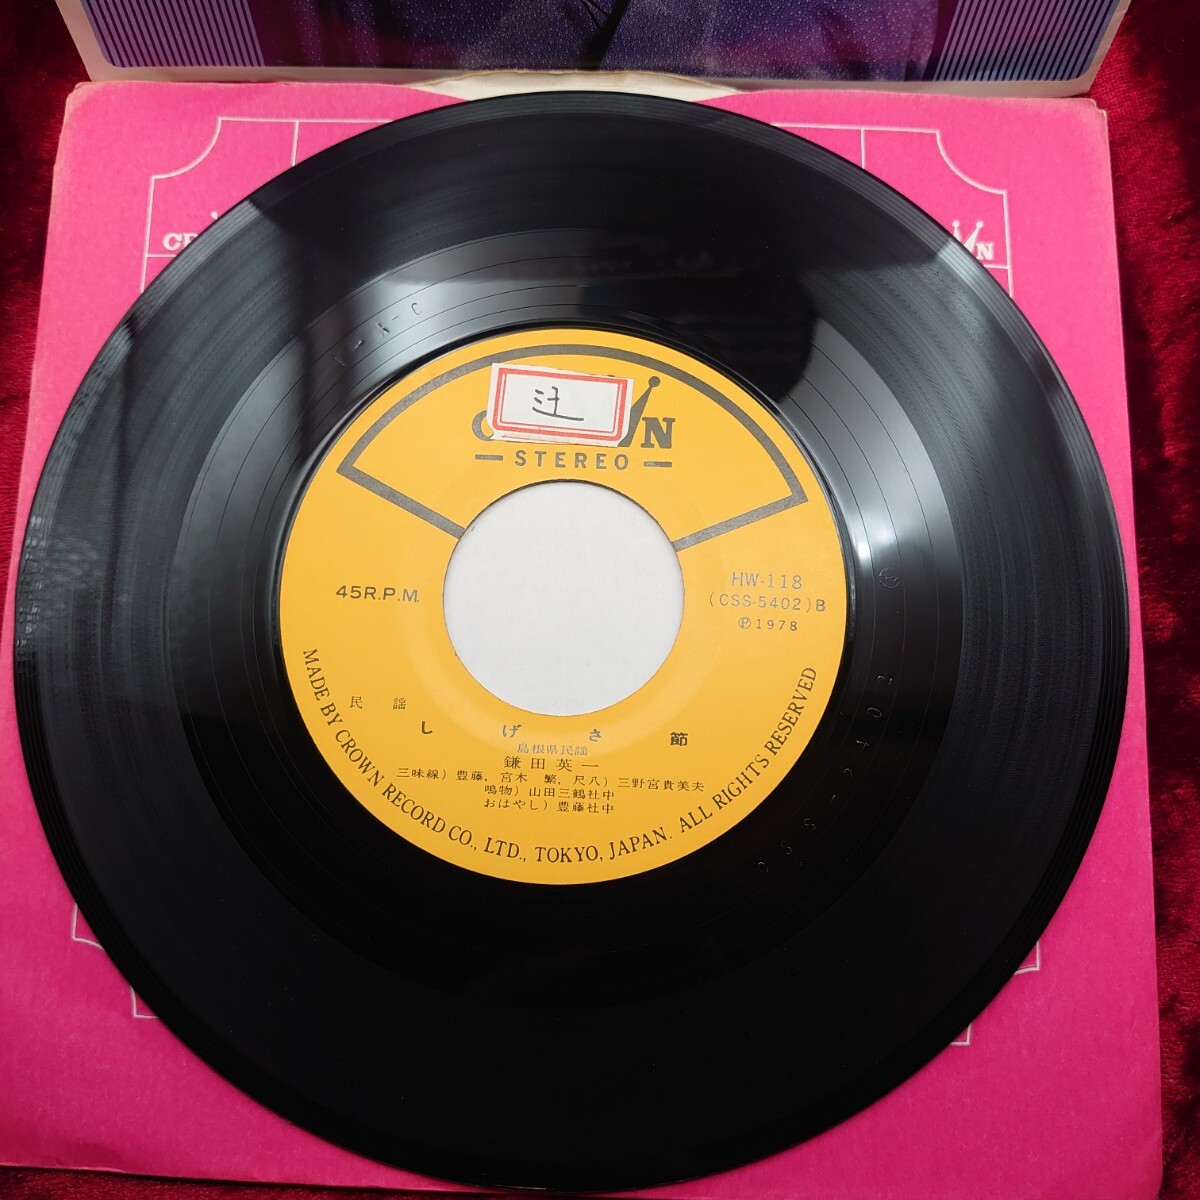 辻
C N
— STEREO —
HW-118
(CSS-5402)B
Ⓟ1978
45R.P.M.
民謡
しげさ節
島根県民謡
鎌田英一
三味線) 豊藤, 宮木 繁, 尺八) 三野宮貴美夫
鳴物) 山田三鶴社中
おはやし) 豊藤社中
MADE BY CROWN RECORD CO., LTD., TOKYO, JAPAN. ALL RIGHTS RESERVED